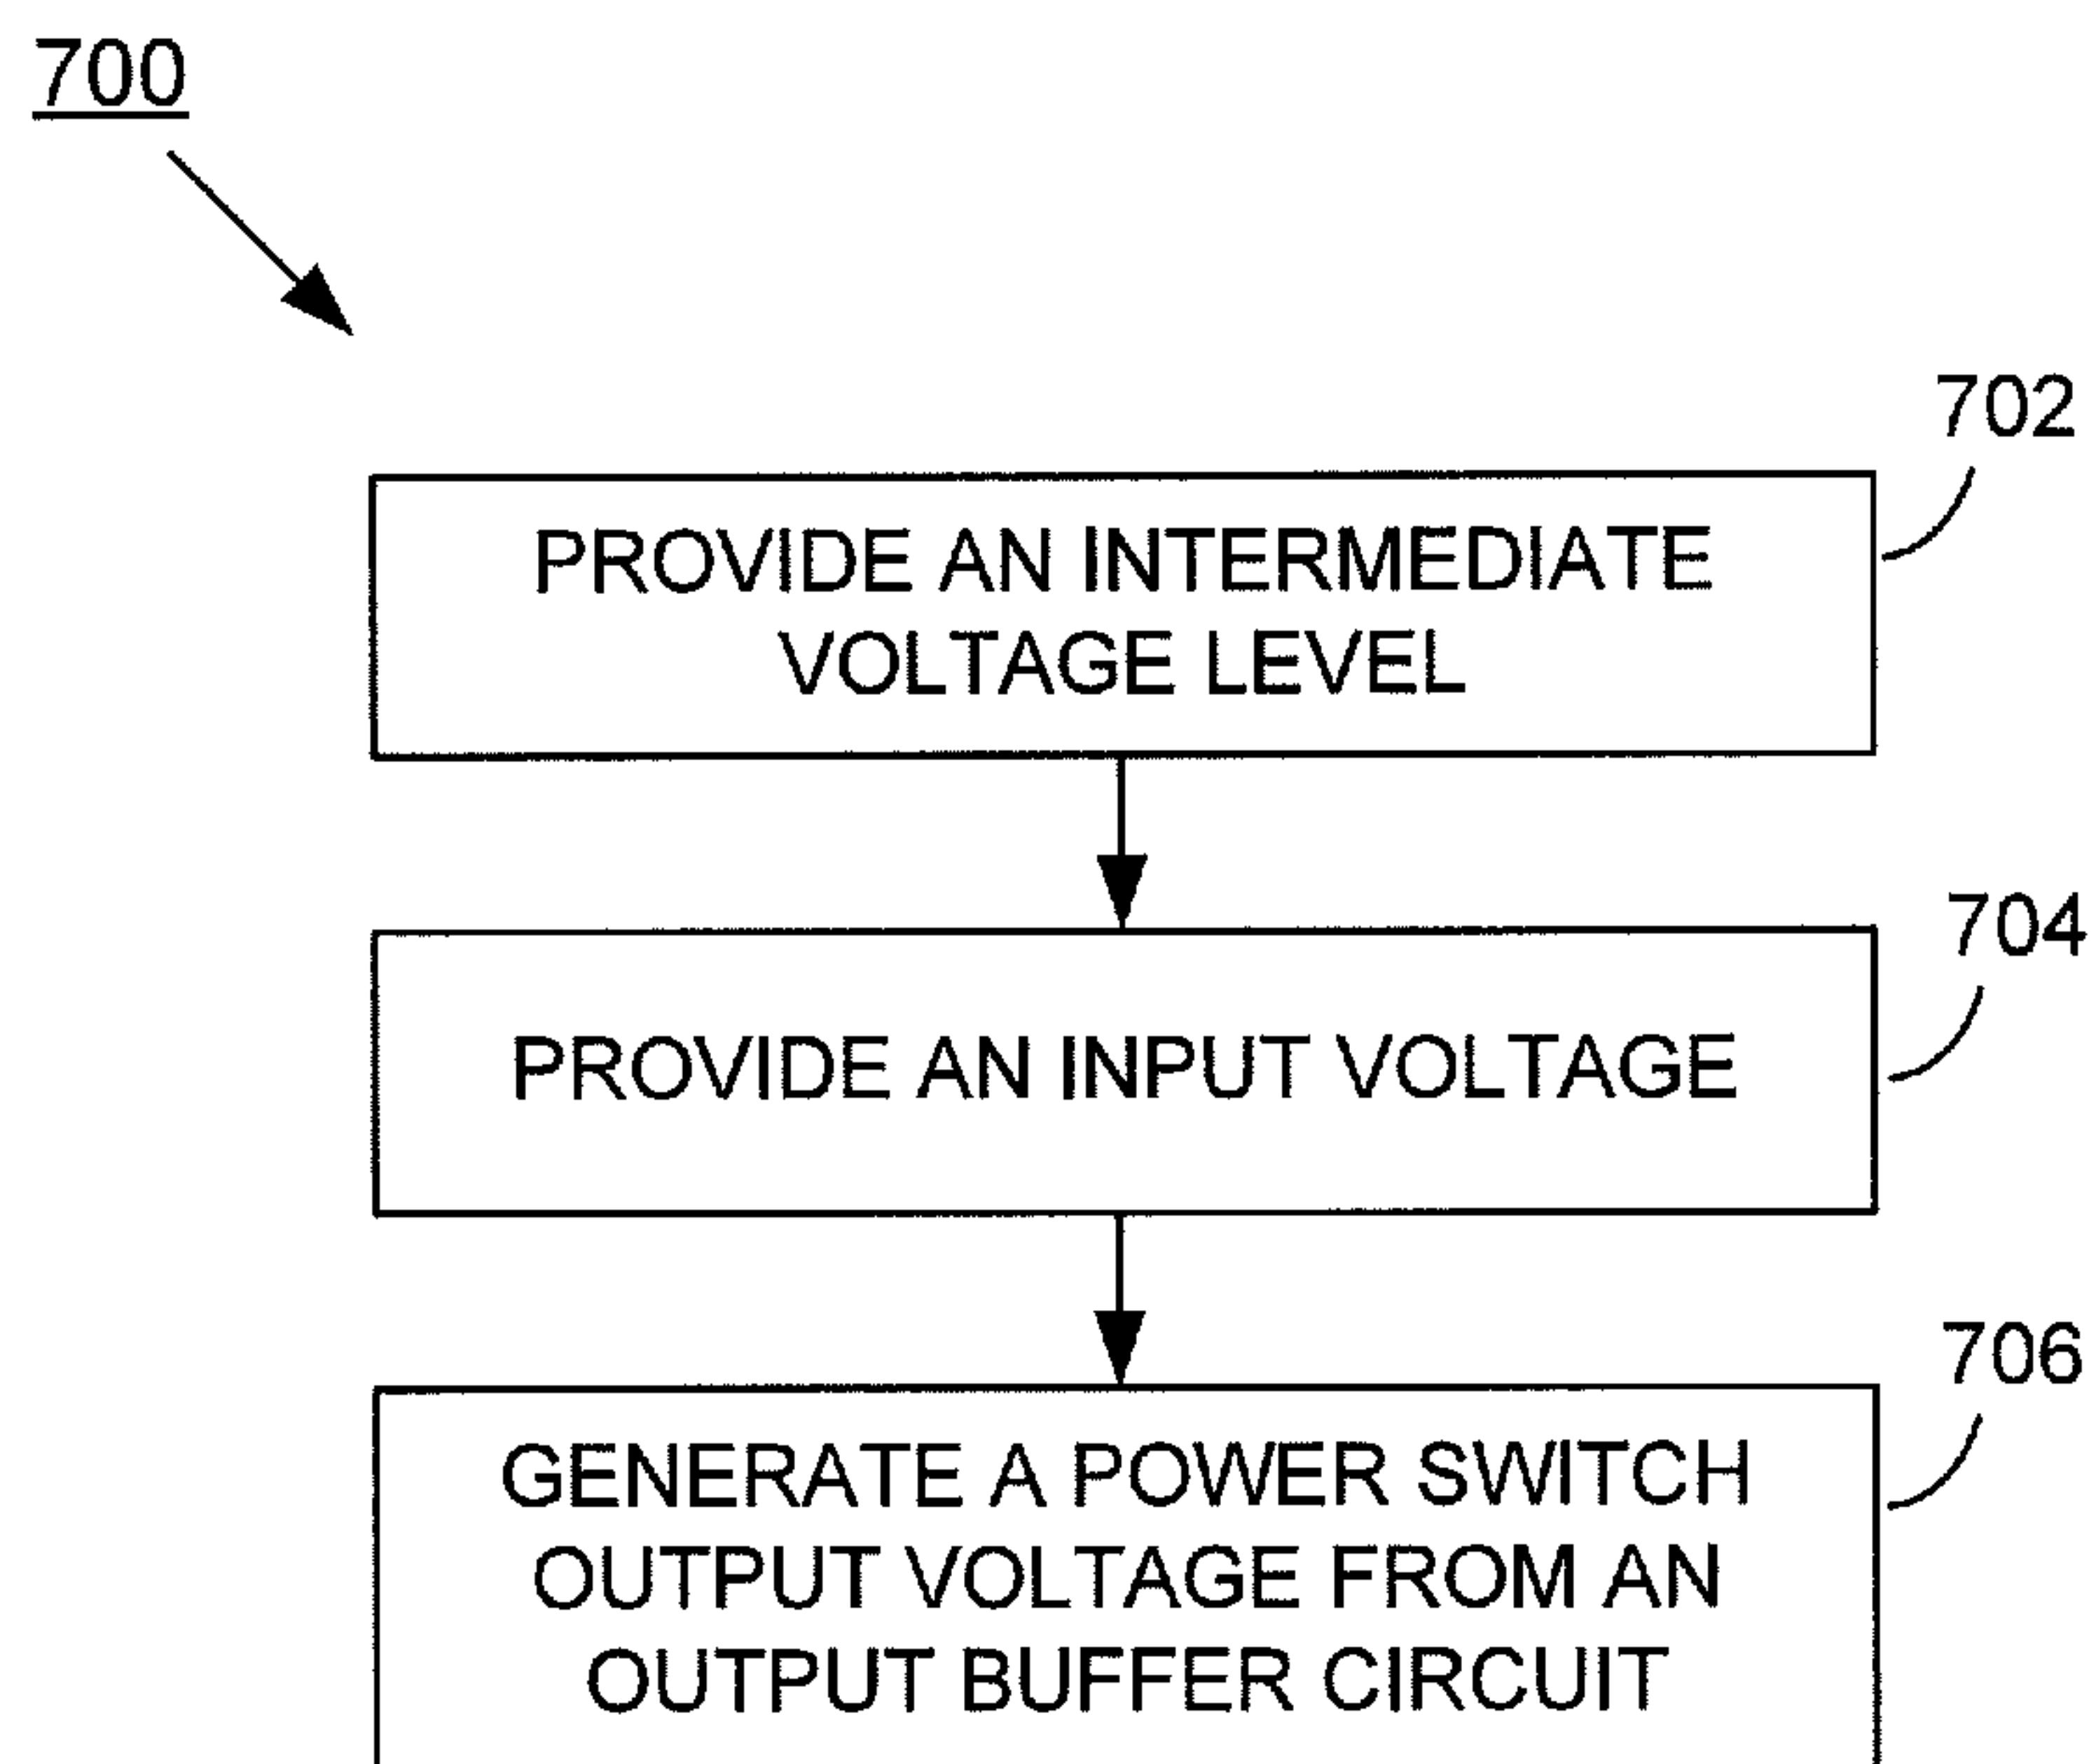 700
702
PROVIDE AN INTERMEDIATE
VOLTAGE LEVEL
704
PROVIDE AN INPUT VOLTAGE
706
GENERATE A POWER SWITCH
OUTPUT VOLTAGE FROM AN
OUTPUT BUFFER CIRCUIT